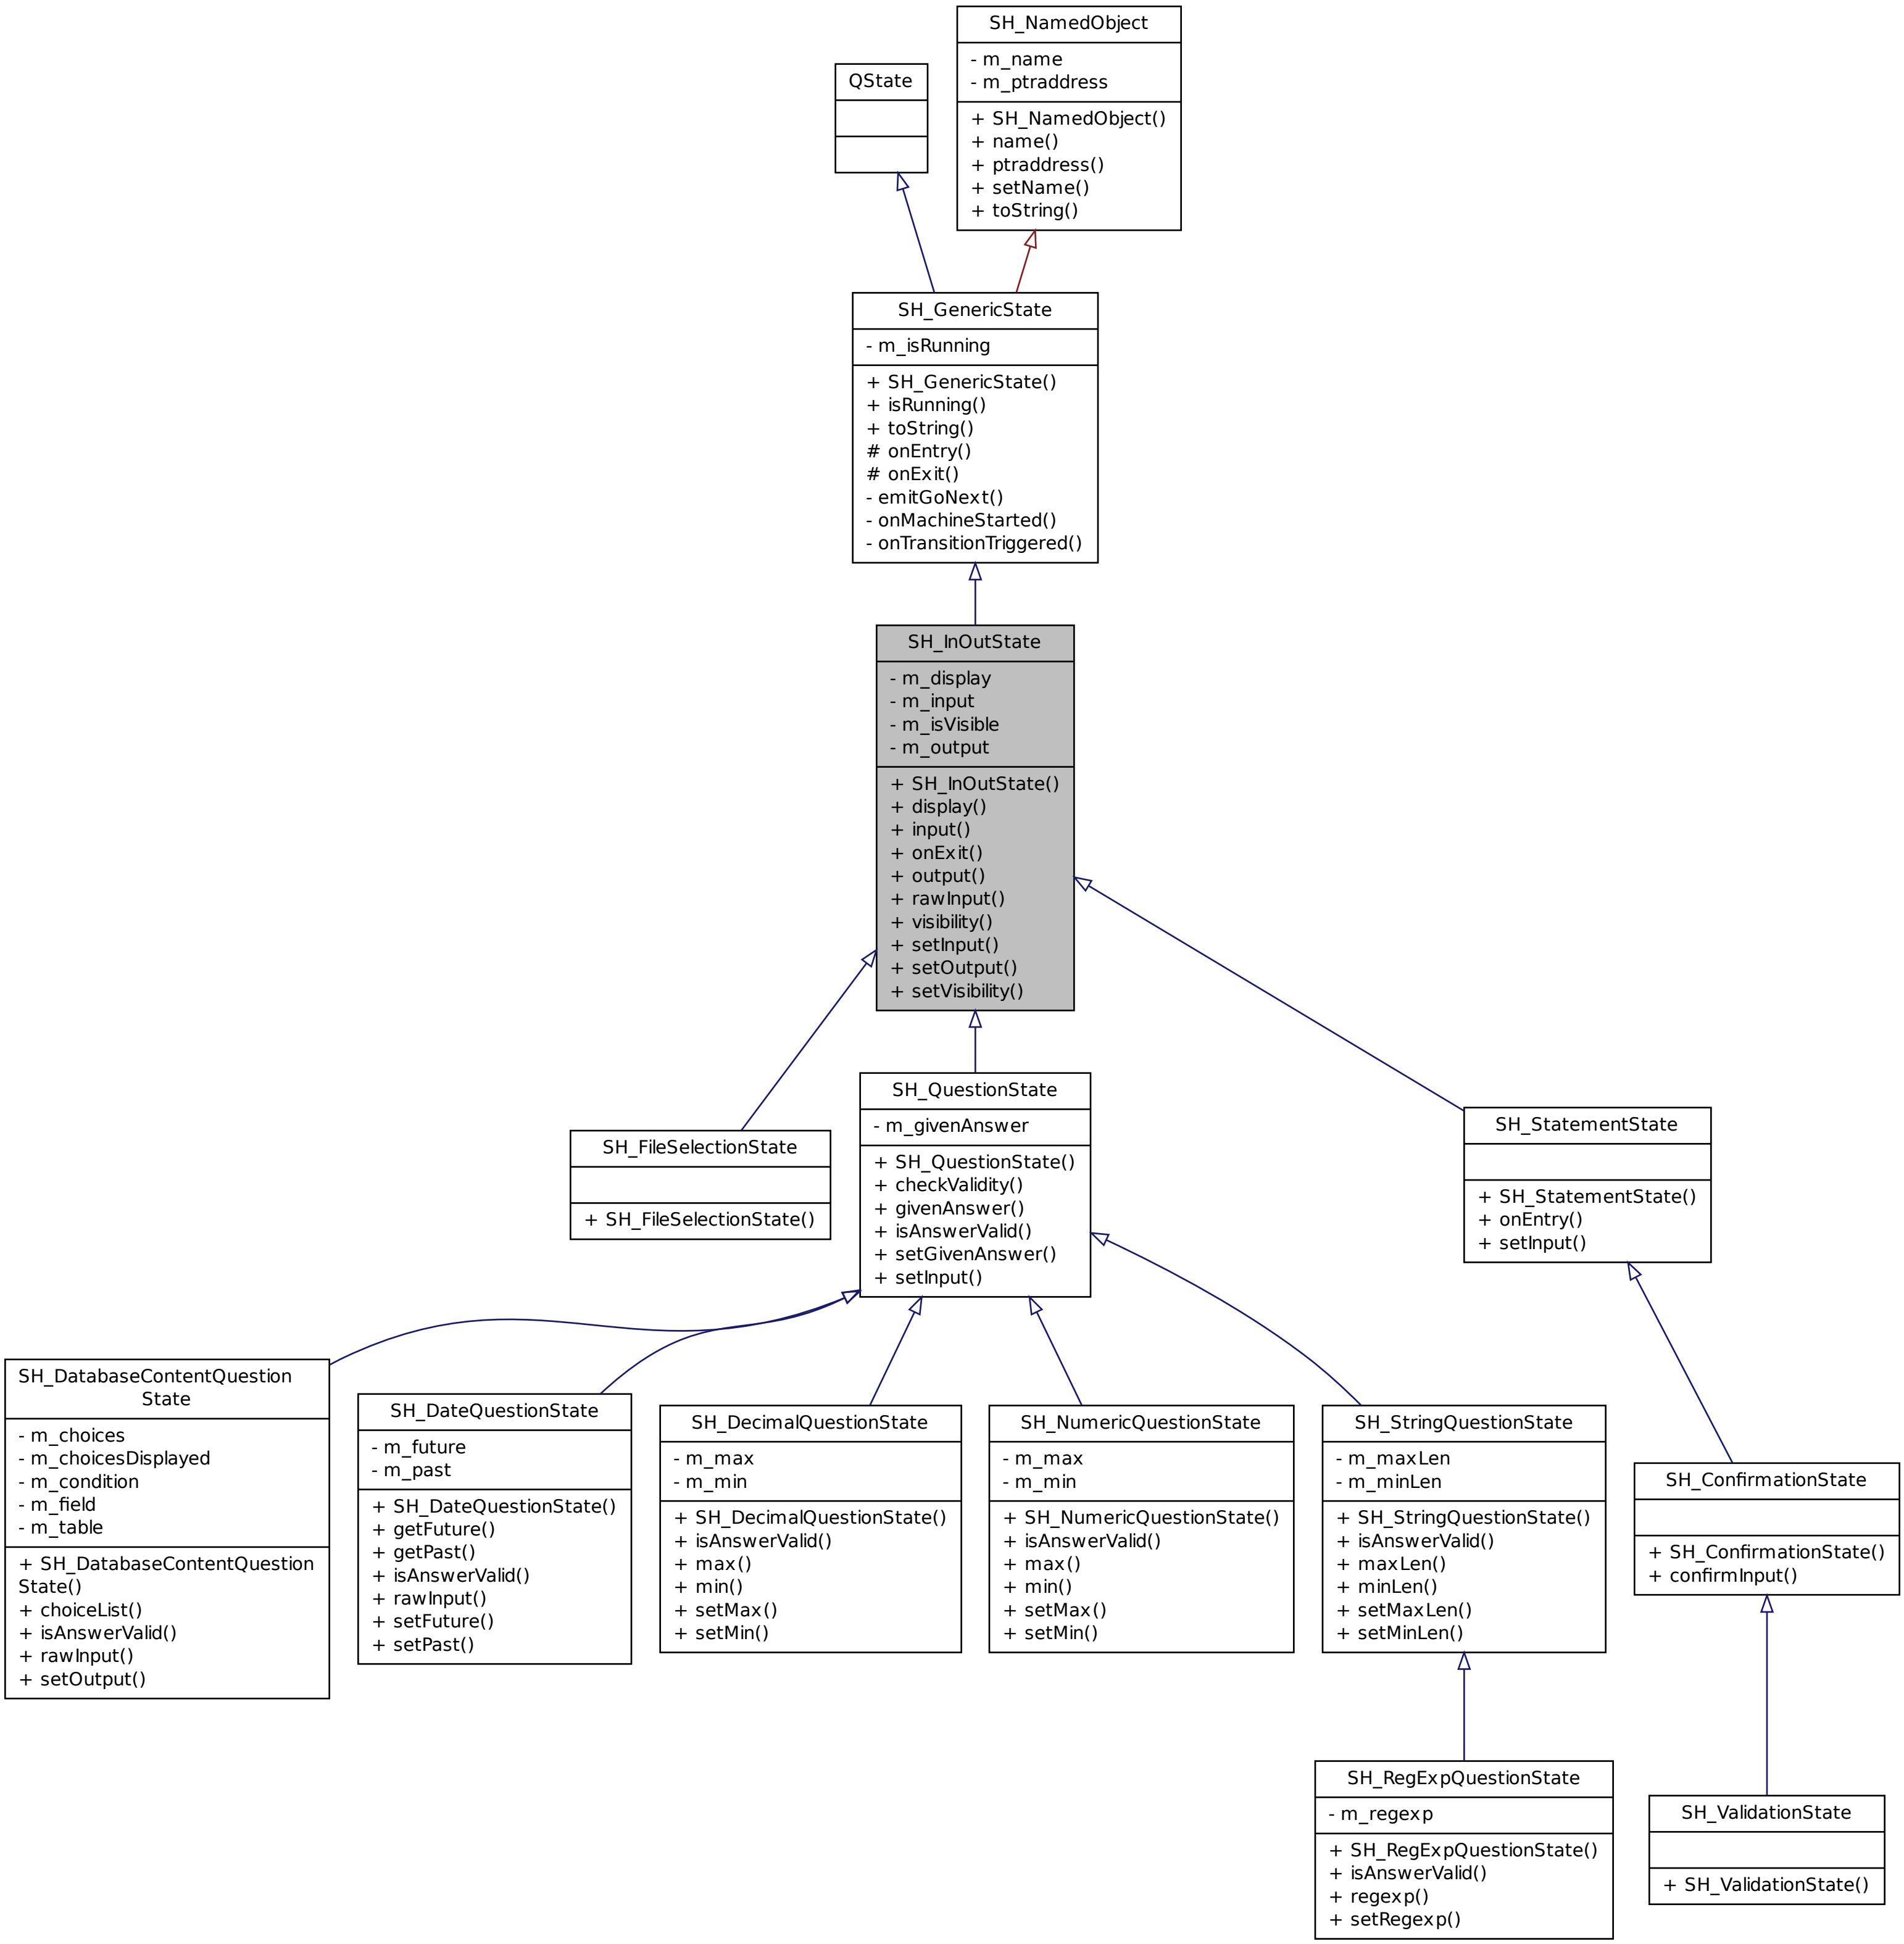 SH_NamedObject
- m_name
- m_ptraddress
+ SH_NamedObject()
+ name()
+ ptraddress()
+ setName()
+ toString()
QState
SH_GenericState
- m_isRunning
+ SH_GenericState()
+ isRunning()
+ toString()
# onEntry()
# onExit()
- emitGoNext()
- onMachineStarted()
- onTransitionTriggered()
SH_InOutState
- m_display
- m_input
- m_isVisible
- m_output
+ SH_InOutState()
+ display()
+ input()
+ onExit()
+ output()
+ rawInput()
+ visibility()
+ setInput()
+ setOutput()
+ setVisibility()
SH_FileSelectionState
+ SH_FileSelectionState()
SH_QuestionState
- m_givenAnswer
+ SH_QuestionState()
+ checkValidity()
+ givenAnswer()
+ isAnswerValid()
+ setGivenAnswer()
+ setInput()
SH_StatementState
+ SH_StatementState()
+ onEntry()
+ setInput()
SH_DatabaseContentQuestion
State
- m_choices
- m_choicesDisplayed
- m_condition
- m_field
- m_table
+ SH_DatabaseContentQuestion
State()
+ choiceList()
+ isAnswerValid()
+ rawInput()
+ setOutput()
SH_DateQuestionState
- m_future
- m_past
+ SH_DateQuestionState()
+ getFuture()
+ getPast()
+ isAnswerValid()
+ rawInput()
+ setFuture()
+ setPast()
SH_DecimalQuestionState
- m_max
- m_min
+ SH_DecimalQuestionState()
+ isAnswerValid()
+ max()
+ min()
+ setMax()
+ setMin()
SH_NumericQuestionState
- m_max
- m_min
+ SH_NumericQuestionState()
+ isAnswerValid()
+ max()
+ min()
+ setMax()
+ setMin()
SH_StringQuestionState
- m_maxLen
- m_minLen
+ SH_StringQuestionState()
+ isAnswerValid()
+ maxLen()
+ minLen()
+ setMaxLen()
+ setMinLen()
SH_ConfirmationState
+ SH_ConfirmationState()
+ confirmInput()
SH_RegExpQuestionState
- m_regexp
+ SH_RegExpQuestionState()
+ isAnswerValid()
+ regexp()
+ setRegexp()
SH_ValidationState
+ SH_ValidationState()